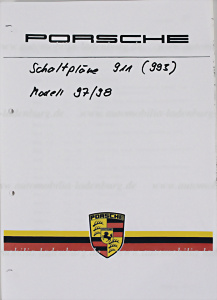 PORSCHE
Schaltpläne 911 (993)
Modell 97/98
PORSCHE